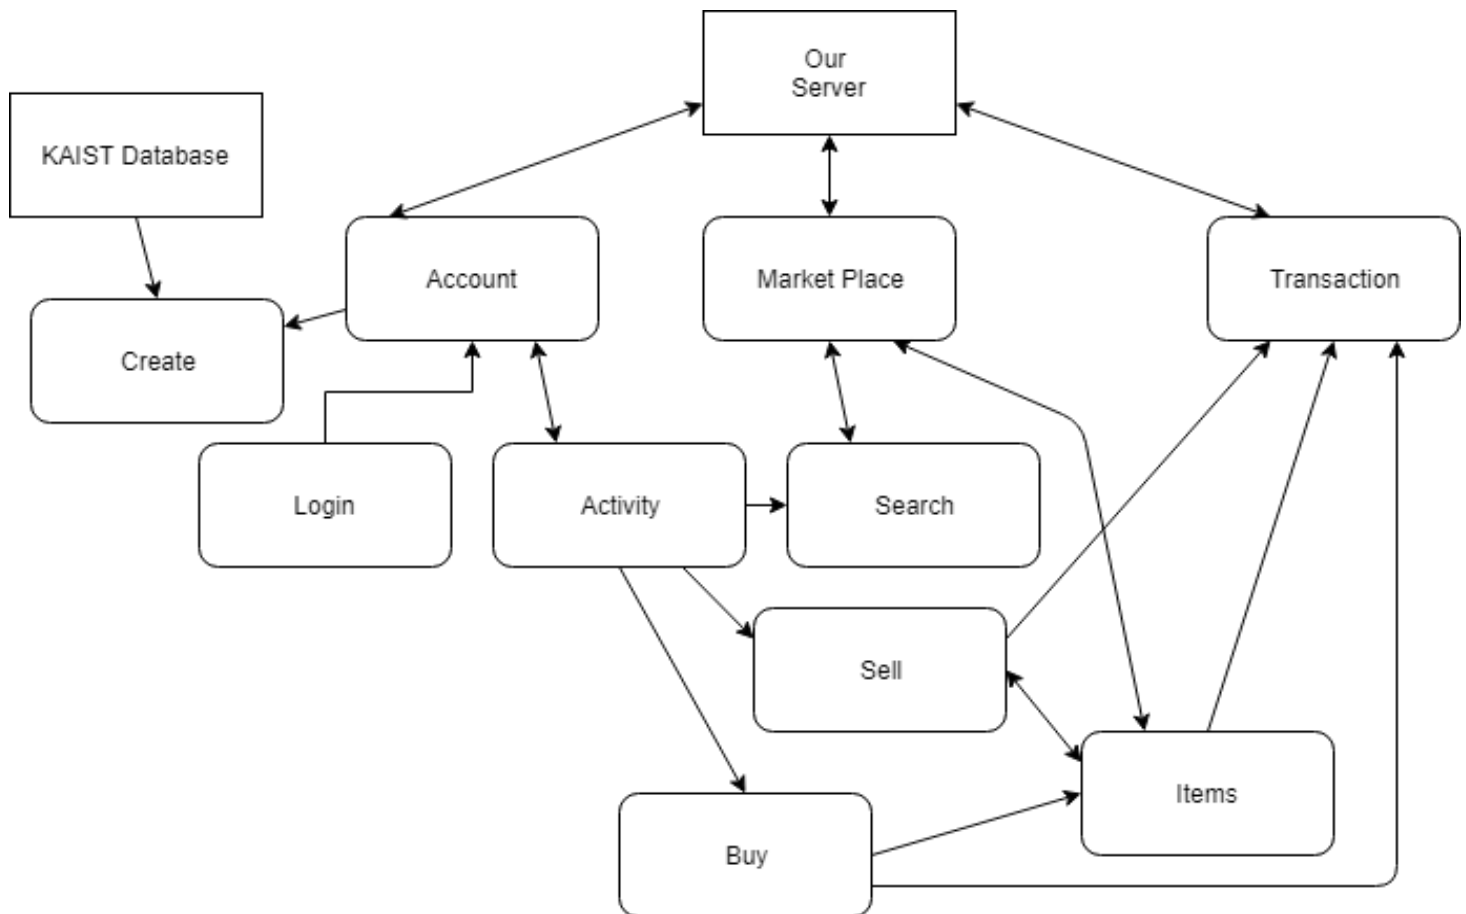 Our
Server
KAIST Database
Account
Market Place
Transaction
Create
Login
Activity
Search
Sell
Items
Buy